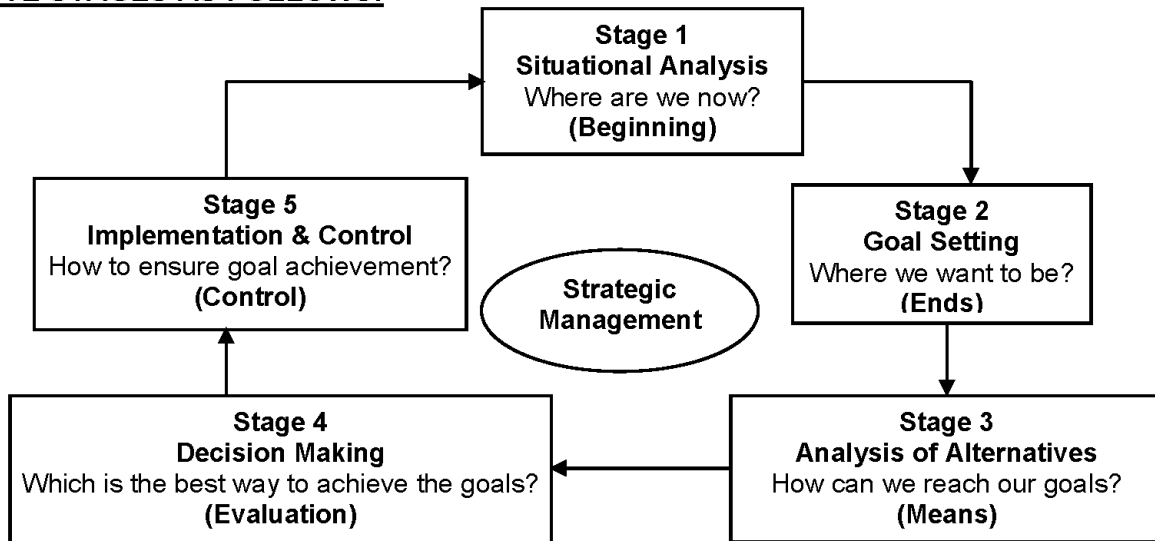 Stage 1
Situational Analysis
Where are we now?
(Beginning)
Stage 2
Goal Setting
Where we want to be?
(Ends)
Stage 3
Analysis of Alternatives
How can we reach our goals?
(Means)
Stage 4
Decision Making
Which is the best way to achieve the goals?
(Evaluation)
Stage 5
Implementation & Control
How to ensure goal achievement?
(Control)
Strategic
Management